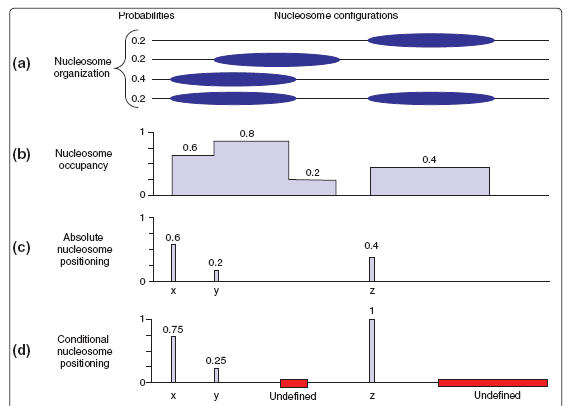 Probabilities Nucleosome configurations
0.2
(a) Nucleosome organization 0.2
0.4
0.2
1
(b) Nucleosome occupancy 0.6 0.8 0.2 0.4
0
1
(c) Absolute nucleosome positioning 0.6 0.2 0.4
0
x y z
1 1
(d) Conditional nucleosome positioning 0.75 0.25
0
x y Undefined z Undefined